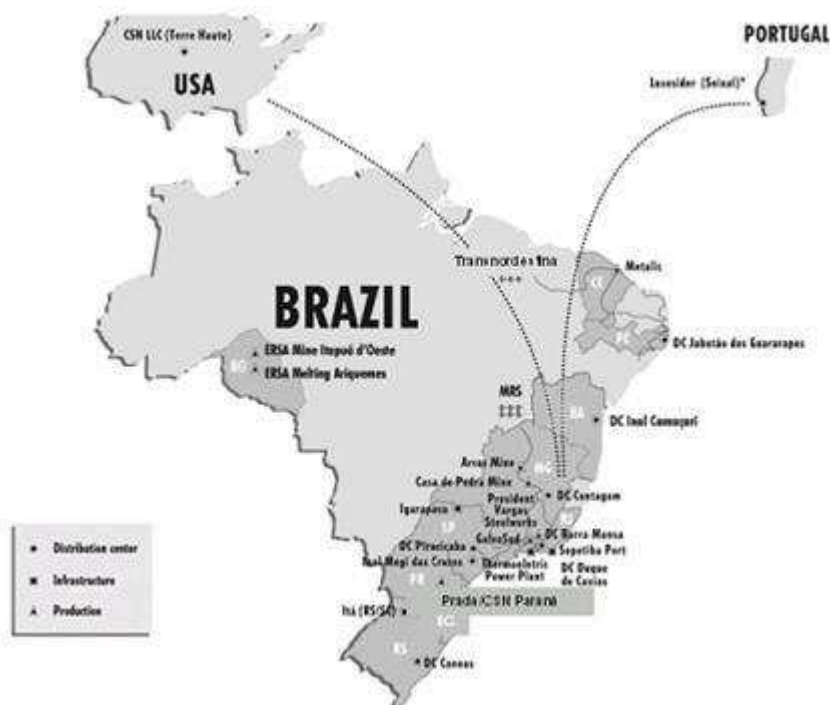 CSN LLC (Terre Haute)
USA
PORTUGAL
Lusosider (Seixal)*
Transnordestina
Metalic
CE
BRAZIL
PE
DC Jaboatão dos Guararapes
ERSA Mine Itapuã d'Oeste
RO
ERSA Melting Ariquemes
MRS
BA
DC Inal Camaçari
Arcos Mine
MG
Casa de Pedra Mine
President
Vargas
Steelworks
DC Contagem
Igarapava
SP
RJ
GalvaSud
DC Barra Mansa
DC Piracicaba
Sepetiba Port
Inal Mogi das Cruzes
Thermoeletric
Power Plant
DC Duque
de Caxias
PR
Prada/CSN Paraná
Itá (RS/SC)
SC
RS
DC Canoas
Distribution center
Infrastructure
Production